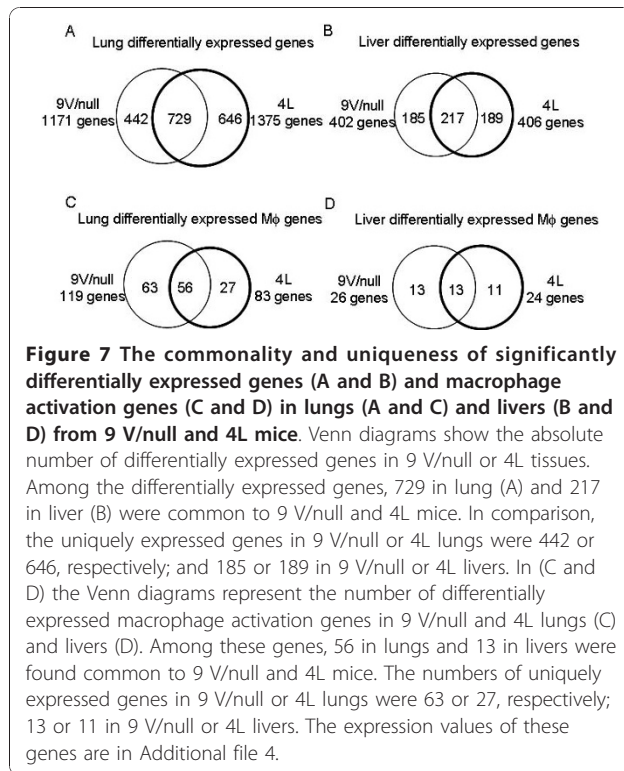 A
Lung differentially expressed genes
9V/null
1171 genes
442
729
646
4L
1375 genes
B
Liver differentially expressed genes
9V/null
402 genes
185
217
189
4L
406 genes
C
Lung differentially expressed Mϕ genes
9V/null
119 genes
63
56
27
4L
83 genes
D
Liver differentially expressed Mϕ genes
9V/null
26 genes
13
13
11
4L
24 genes
Figure 7 The commonality and uniqueness of significantly
differentially expressed genes (A and B) and macrophage
activation genes (C and D) in lungs (A and C) and livers (B and
D) from 9 V/null and 4L mice. Venn diagrams show the absolute
number of differentially expressed genes in 9 V/null or 4L tissues.
Among the differentially expressed genes, 729 in lung (A) and 217
in liver (B) were common to 9 V/null and 4L mice. In comparison,
the uniquely expressed genes in 9 V/null or 4L lungs were 442 or
646, respectively; and 185 or 189 in 9 V/null or 4L livers. In (C and
D) the Venn diagrams represent the number of differentially
expressed macrophage activation genes in 9 V/null and 4L lungs (C)
and livers (D). Among these genes, 56 in lungs and 13 in livers were
found common to 9 V/null and 4L mice. The numbers of uniquely
expressed genes in 9 V/null or 4L lungs were 63 or 27, respectively;
13 or 11 in 9 V/null or 4L livers. The expression values of these
genes are in Additional file 4.